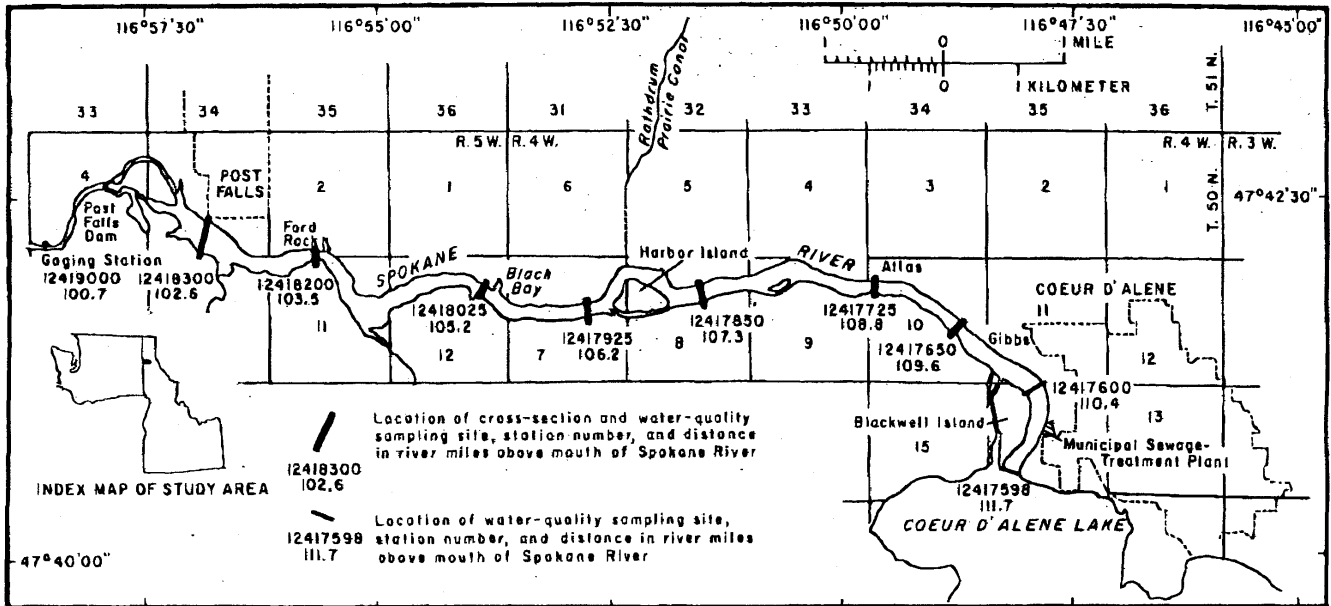 116°57'30"
116°55'00"
116°52'30"
116°50'00"
116°47'30"
116°45'00"
0
1 MILE
1
0
1 KILOMETER
Rathdrum
Prairie Canal
T. 51 N.
33
34
35
36
31
32
33
34
35
36
R. 5 W.
R. 4 W.
R. 4 W.
R. 3 W.
T. 50 N.
47°42'30"
4
POST
FALLS
2
1
6
5
4
3
2
1
Post
Falls
Dam
Ford
Rock
SPOKANE
RIVER
Harbor Island
Black
Bay
Atlas
COEUR D'ALENE
Gaging Station
12419000
100.7
12418300
102.6
12418200
103.5
12418025
105.2
12417925
106.2
12417850
107.3
12417725
108.8
12417650
109.6
Gibbs
12417600
110.4
11
12
7
8
9
10
11
12
13
15
Blackwell Island
Municipal Sewage-
Treatment Plant
12417598
111.7
COEUR D'ALENE LAKE
INDEX MAP OF STUDY AREA
Location of cross-section and water-quality
sampling site, station number, and distance
in river miles above mouth of Spokane River
12418300
102.6
Location of water-quality sampling site,
station number, and distance in river miles
above mouth of Spokane River
12417598
111.7
47°40'00"